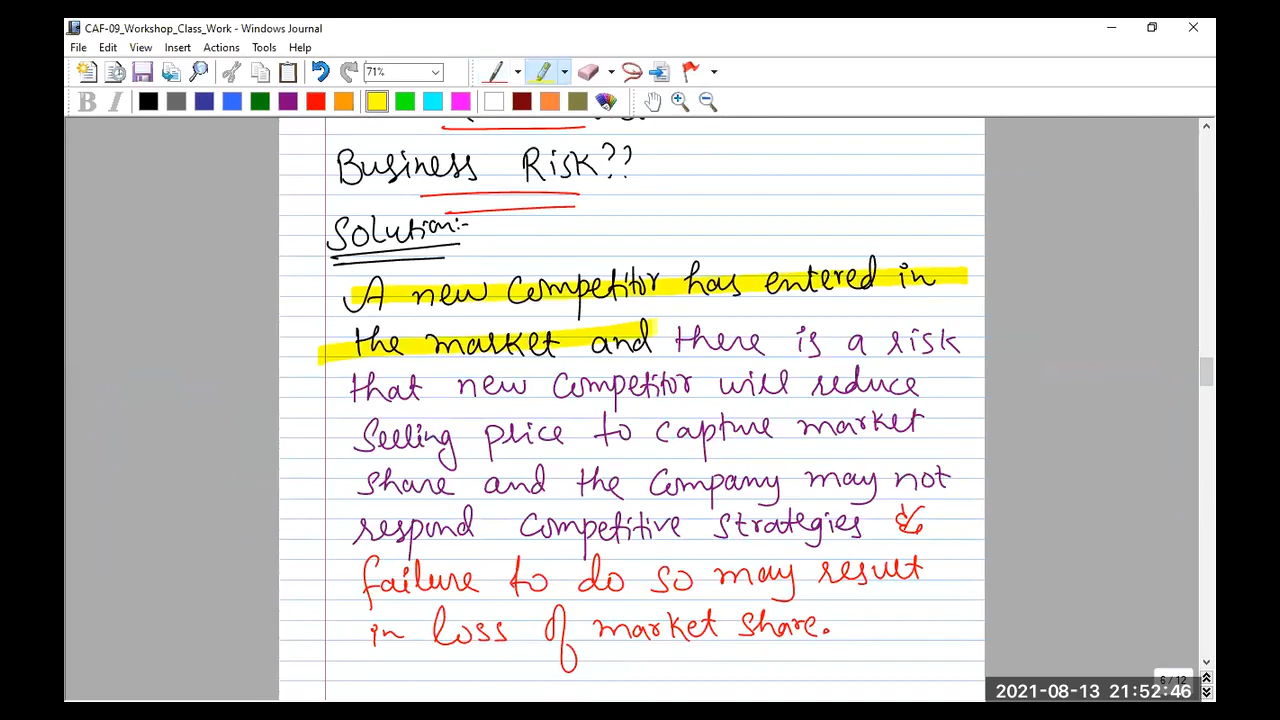 CAF-09_Workshop_Class_Work - Windows Journal
File Edit View Insert Actions Tools Help
71%
B I
Business Risk??
Solution:-
A new Competitor has entered in
the market and there is a risk
that new Competitor will reduce
Selling price to capture market
share and the Company may not
respond Competitive strategies &
failure to do so may result
in loss of market share.
6 / 12
2021-08-13 21:52:46